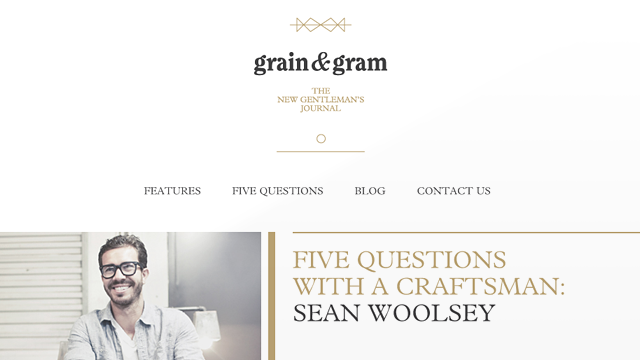 grain & gram
THE
NEW GENTLEMAN'S
JOURNAL
FEATURES FIVE QUESTIONS BLOG CONTACT US
FIVE QUESTIONS
WITH A CRAFTSMAN:
SEAN WOOLSEY